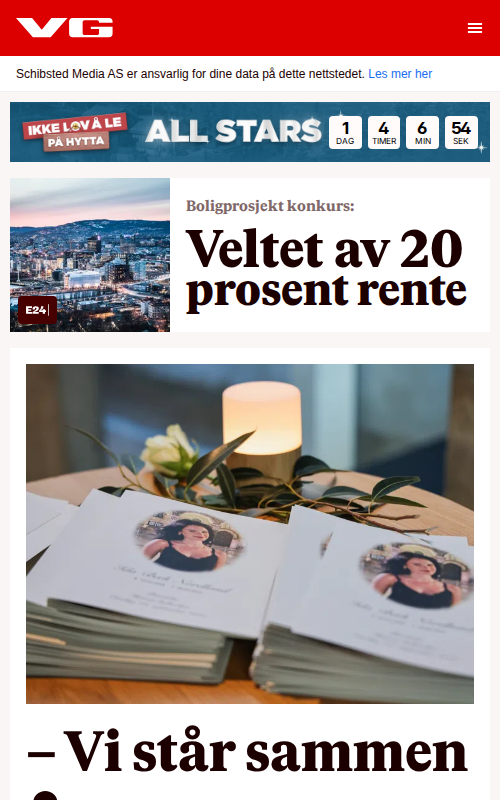 VG
Schibsted Media AS er ansvarlig for dine data på dette nettstedet. Les mer her
IKKE LOV Å LE
PÅ HYTTA
ALL STARS
1 4 6 54
DAG TIMER MIN SEK
Boligprosjekt konkurs:
Veltet av 20
prosent rente
E24
– Vi står sammen